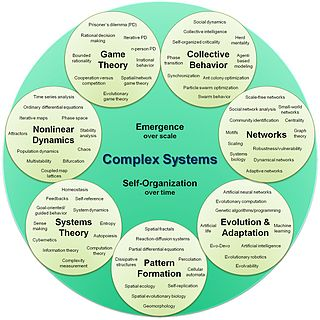 Prisoner's dilemma (PD)
Rational decision making
Iterative PD
n-person PD
Bounded rationality
Game Theory
Irrational behavior
Cooperation versus competition
Spatial/network game theory
Evolutionary game theory
Social dynamics
Collective intelligence
Self-organized criticality
Herd mentality
Phase transition
Collective Behavior
Agent-based modeling
Synchronization
Ant colony optimization
Particle swarm optimization
Swarm behavior
Time series analysis
Ordinary differential equations
Iterative maps
Phase space
Attractors
Nonlinear Dynamics
Stability analysis
Population dynamics
Chaos
Multistability
Bifurcation
Coupled map lattices
Emergence
over scale
Complex Systems
Self-Organization
over time
Scale-free networks
Social network analysis
Small-world networks
Community identification
Centrality
Motifs
Networks
Graph theory
Scaling
Robustness/vulnerability
Systems biology
Dynamical networks
Adaptive networks
Homeostasis
Feedbacks
Self-reference
Goal-oriented/guided behavior
System dynamics
Sense making
Systems Theory
Entropy
Cybernetics
Autopoiesis
Information theory
Computation theory
Complexity measurement
Spatial fractals
Reaction-diffusion systems
Partial differential equations
Dissipative structures
Pattern Formation
Percolation
Cellular automata
Spatial ecology
Self-replication
Spatial evolutionary biology
Geomorphology
Artificial neural networks
Evolutionary computation
Genetic algorithms/programming
Artificial life
Evolution & Adaptation
Machine learning
Evo-Devo
Artificial intelligence
Evolutionary robotics
Evolvability